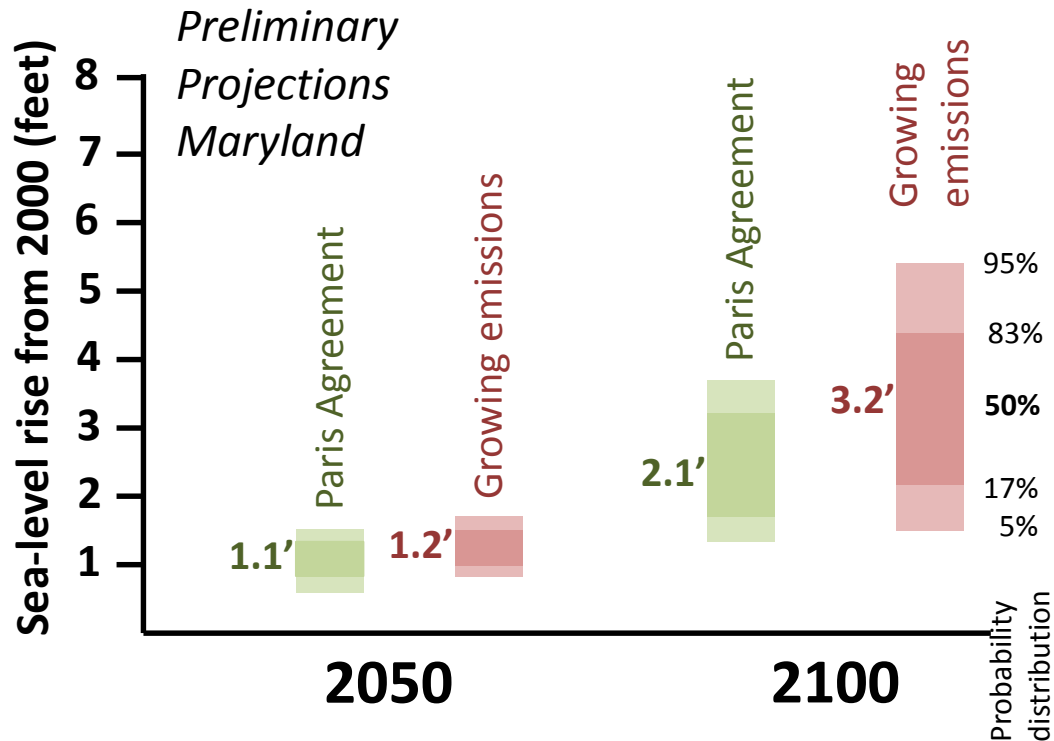 Preliminary
Projections
Maryland
Sea-level rise from 2000 (feet)
8
7
6
5
4
3
2
1
Paris Agreement
1.1’
Growing emissions
1.2’
Paris Agreement
2.1’
Growing
emissions
3.2’
95%
83%
50%
17%
5%
Probability
distribution
2050
2100